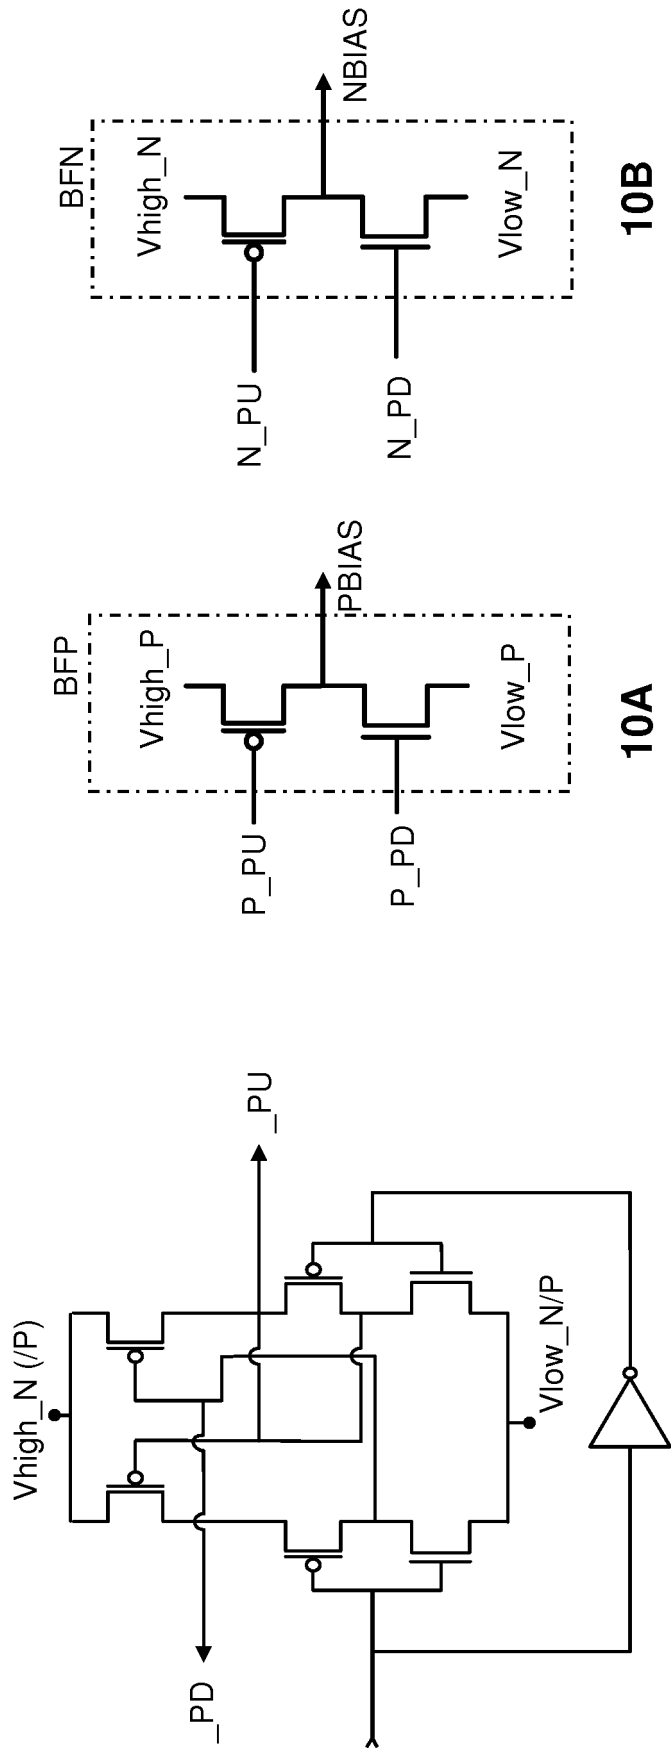 Vhigh_N (/P)
_PD
_PU
Vlow_N/P
BFP
Vhigh_P
P_PU
PBIAS
P_PD
Vlow_P
10A
BFN
Vhigh_N
N_PU
NBIAS
N_PD
Vlow_N
10B